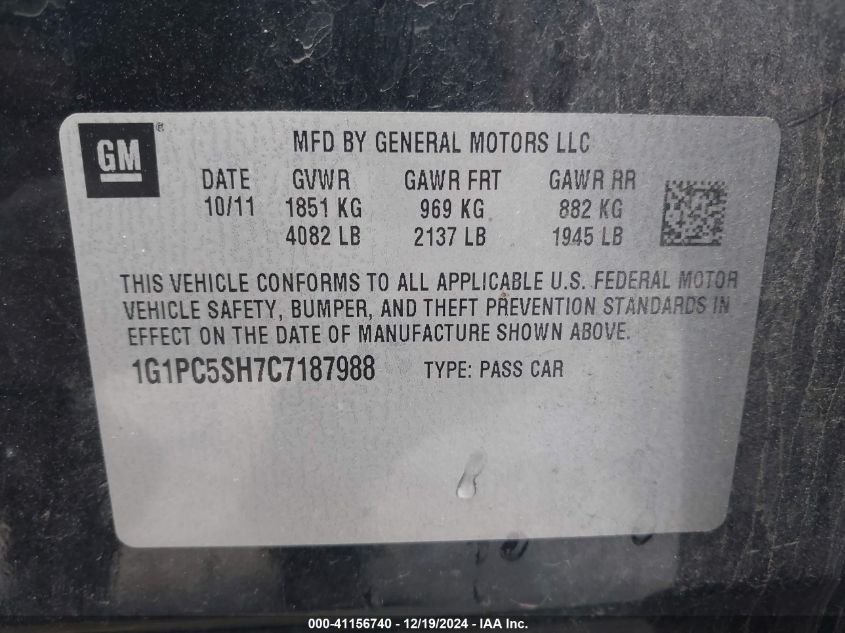 GM ®
MFD BY GENERAL MOTORS LLC
DATE GVWR GAWR FRT GAWR RR
10/11 1851 KG 969 KG 882 KG
4082 LB 2137 LB 1945 LB
THIS VEHICLE CONFORMS TO ALL APPLICABLE U.S. FEDERAL MOTOR
VEHICLE SAFETY, BUMPER, AND THEFT PREVENTION STANDARDS IN
EFFECT ON THE DATE OF MANUFACTURE SHOWN ABOVE.
1G1PC5SH7C7187988 TYPE: PASS CAR
000-41156740 - 12/19/2024 - IAA Inc.